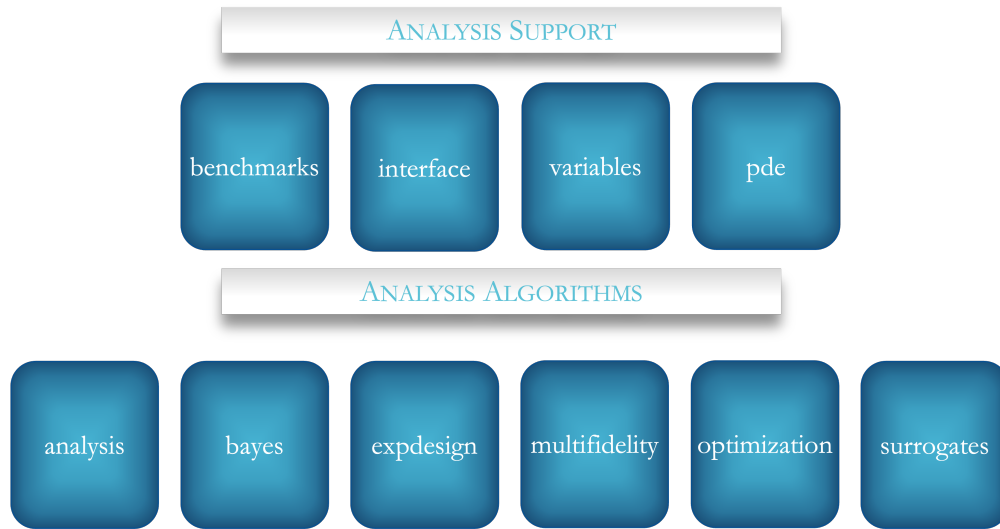 ANALYSIS SUPPORT
benchmarks interface variables pde
ANALYSIS ALGORITHMS
analysis bayes expdesign multifidelity optimization surrogates